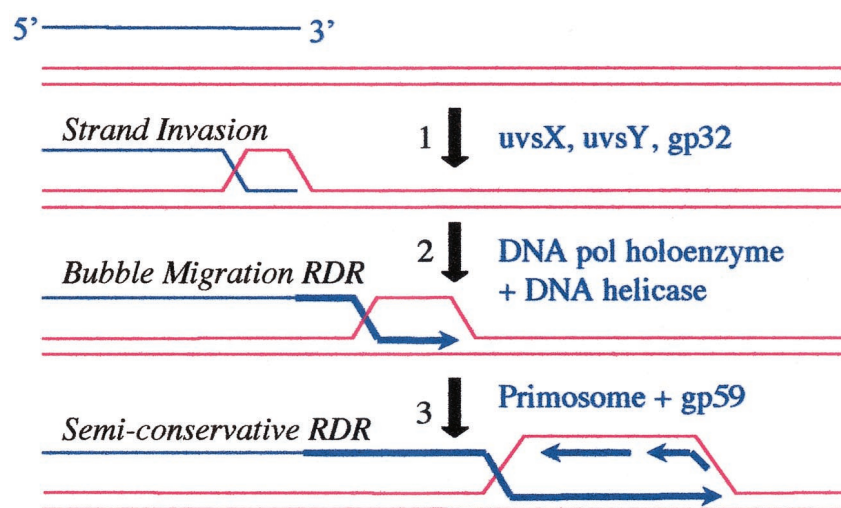 5’ 3’
Strand Invasion
1 uvsX, uvsY, gp32
Bubble Migration RDR
2 DNA pol holoenzyme
+ DNA helicase
Semi-conservative RDR
3 Primosome + gp59